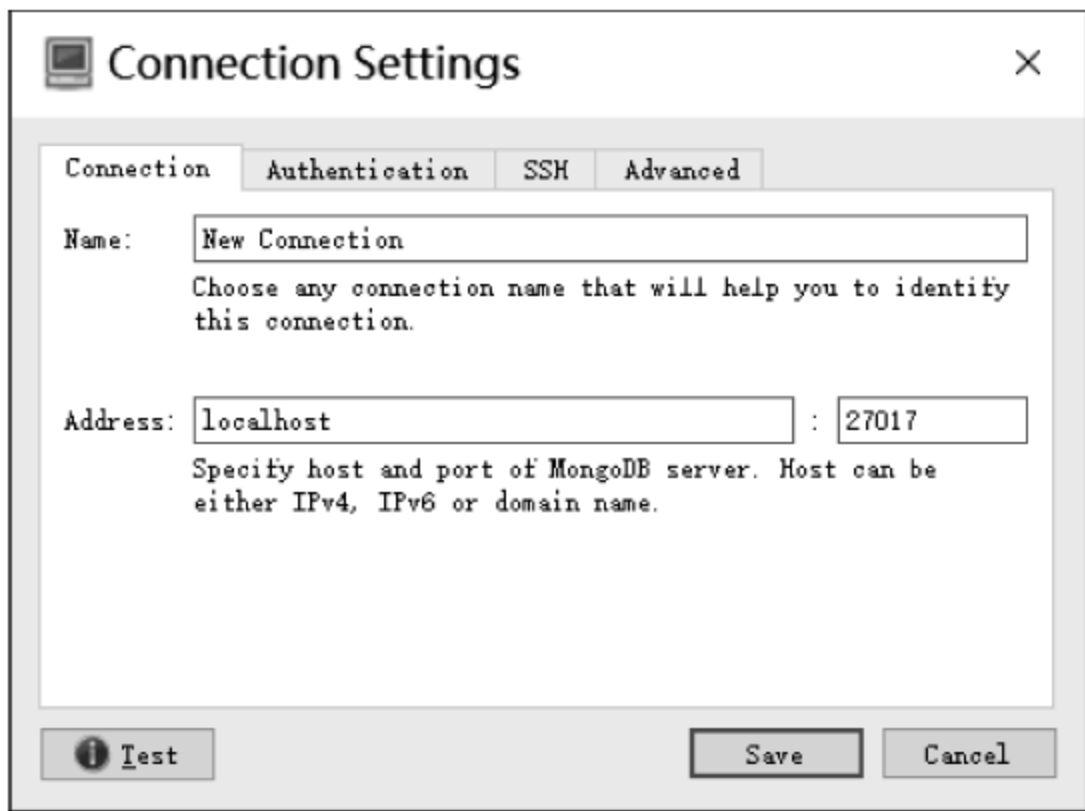 Connection Settings
Connection Authentication SSH Advanced
Name: New Connection
Choose any connection name that will help you to identify
this connection.
Address: localhost : 27017
Specify host and port of MongoDB server. Host can be
either IPv4, IPv6 or domain name.
Test Save Cancel